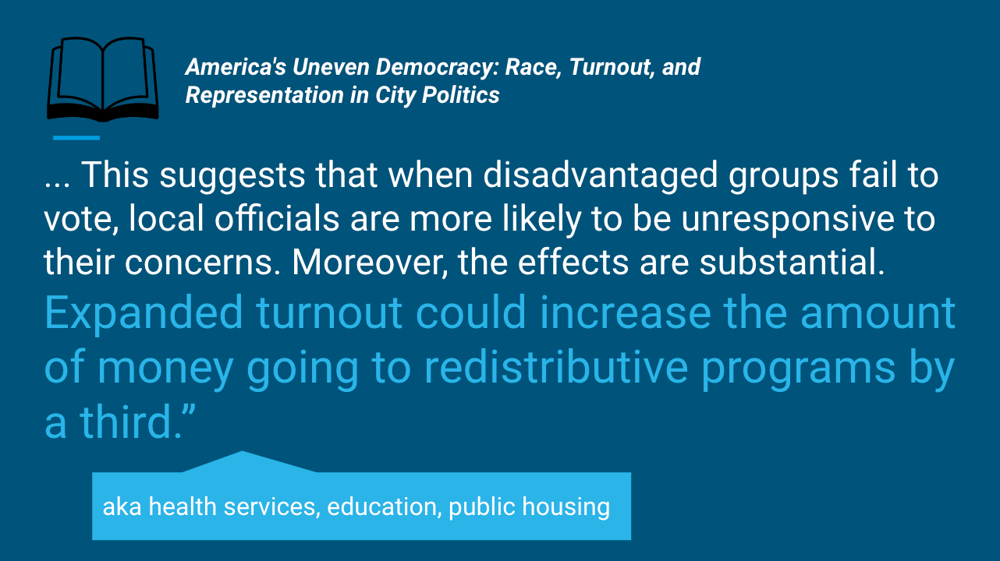 America's Uneven Democracy: Race, Turnout, and
Representation in City Politics
... This suggests that when disadvantaged groups fail to
vote, local officials are more likely to be unresponsive to
their concerns. Moreover, the effects are substantial.
Expanded turnout could increase the amount
of money going to redistributive programs by
a third.”
aka health services, education, public housing